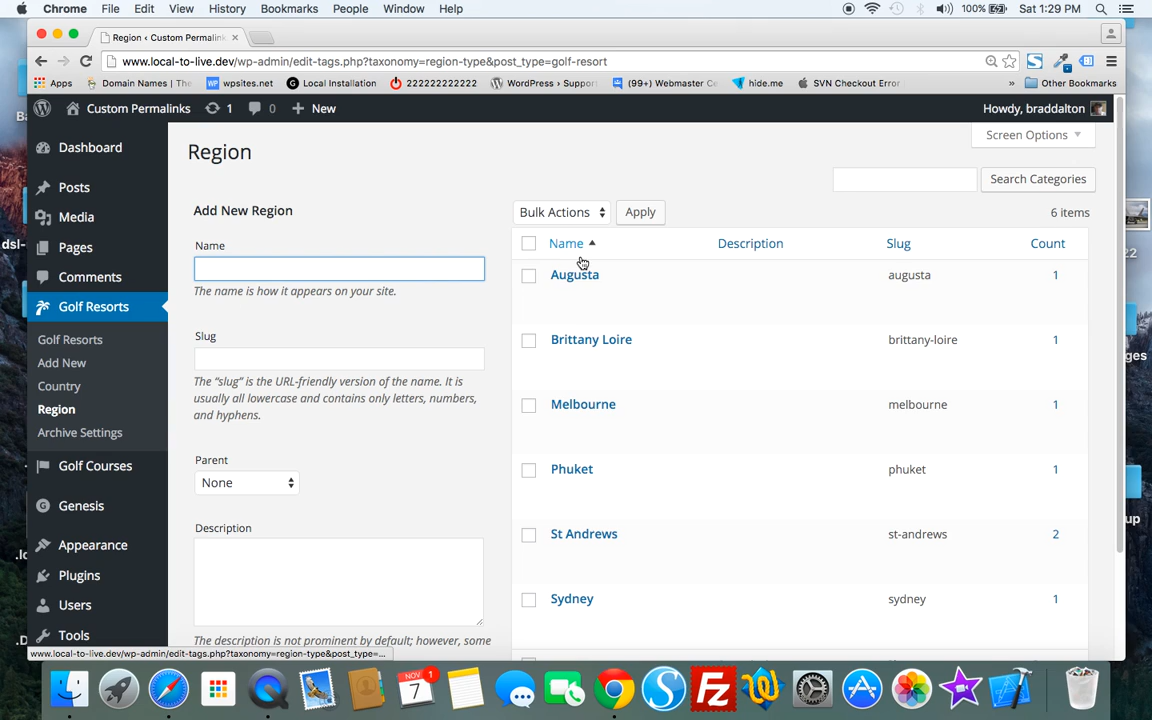 Chrome File Edit View History Bookmarks People Window Help 100% Sat 1:29 PM
Region ‹ Custom Permalin
www.local-to-live.dev/wp-admin/edit-tags.php?taxonomy=region-type&post_type=golf-resort
Apps Domain Names | The wpsites.net Local Installation 222222222222 WordPress › Support (99+) Webmaster Ce hide.me SVN Checkout Error » Other Bookmarks
Custom Permalinks 1 0 + New Howdy, braddalton
Screen Options
Region
Search Categories
Add New Region
Bulk Actions Apply 6 items
Name
Name Description Slug Count
The name is how it appears on your site.
Slug
The “slug” is the URL-friendly version of the name. It is
usually all lowercase and contains only letters, numbers,
and hyphens.
Parent
None
Description
The description is not prominent by default; however, some
Augusta augusta 1
Brittany Loire brittany-loire 1
Melbourne melbourne 1
Phuket phuket 1
St Andrews st-andrews 2
Sydney sydney 1
Dashboard
Posts
Media
Pages
Comments
Golf Resorts
Golf Resorts
Add New
Country
Region
Archive Settings
Golf Courses
Genesis
Appearance
Plugins
Users
Tools
www.local-to-live.dev/wp-admin/edit-tags.php?taxonomy=region-type&post_type=...
dsl-
22
ges
up
NOV 1
7